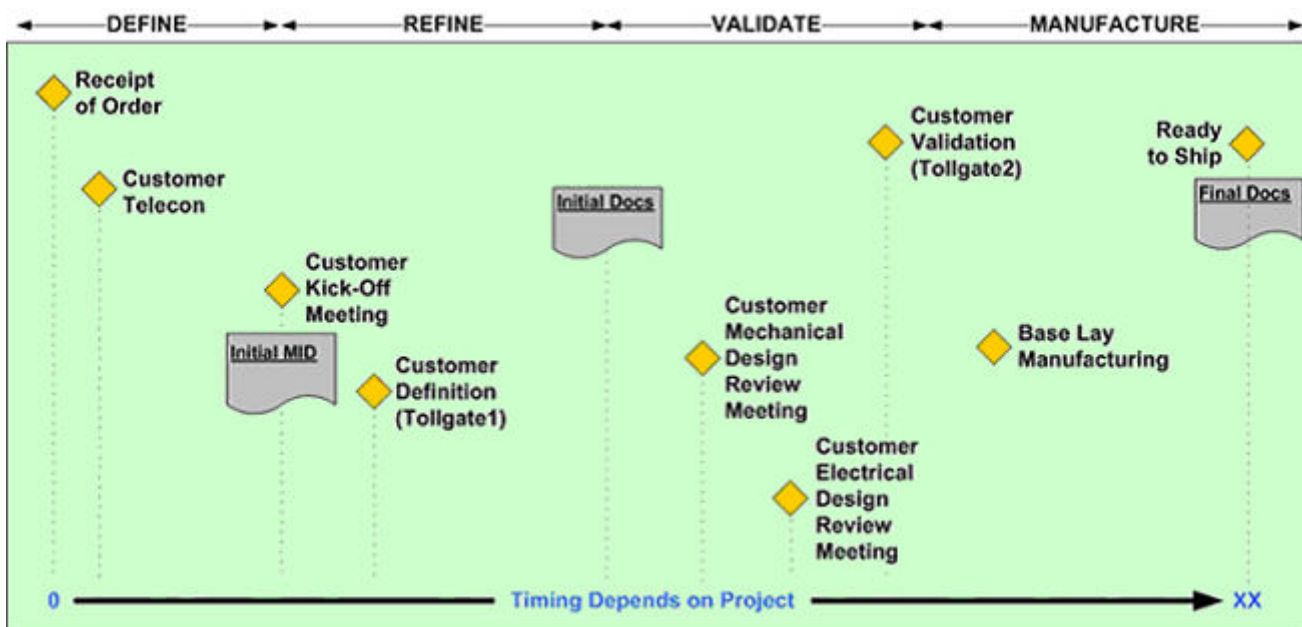 DEFINE
REFINE
VALIDATE
MANUFACTURE
Receipt
of Order
Customer
Telecon
Customer
Kick-Off
Meeting
Initial MID
Customer
Definition
(Tollgate1)
Initial Docs
Customer
Mechanical
Design
Review
Meeting
Customer
Electrical
Design
Review
Meeting
Customer
Validation
(Tollgate2)
Base Lay
Manufacturing
Ready
to Ship
Final Docs
0
Timing Depends on Project
XX